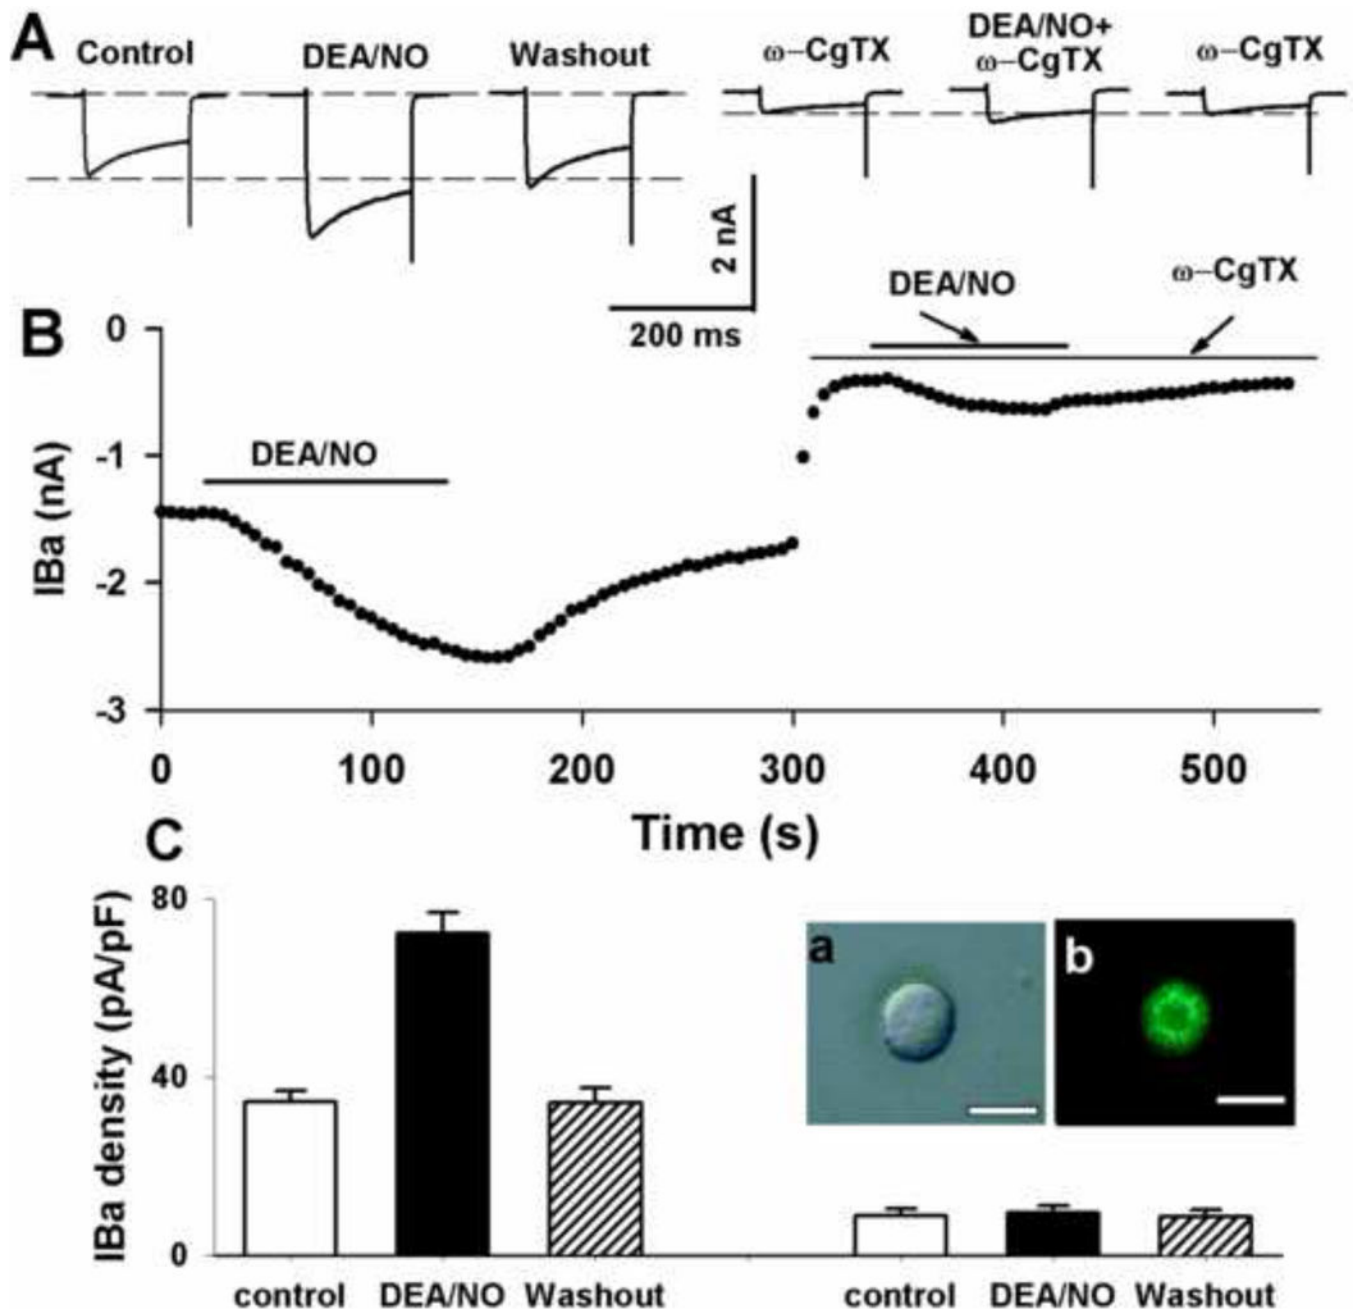 A
Control
DEA/NO
Washout
ω–CgTX
DEA/NO+
ω–CgTX
ω–CgTX
2 nA
200 ms
B
DEA/NO
ω–CgTX
DEA/NO
IBa (nA)
0
-1
-2
-3
0 100 200 300 400 500
Time (s)
C
IBa density (pA/pF)
80
40
0
a
b
control DEA/NO Washout control DEA/NO Washout